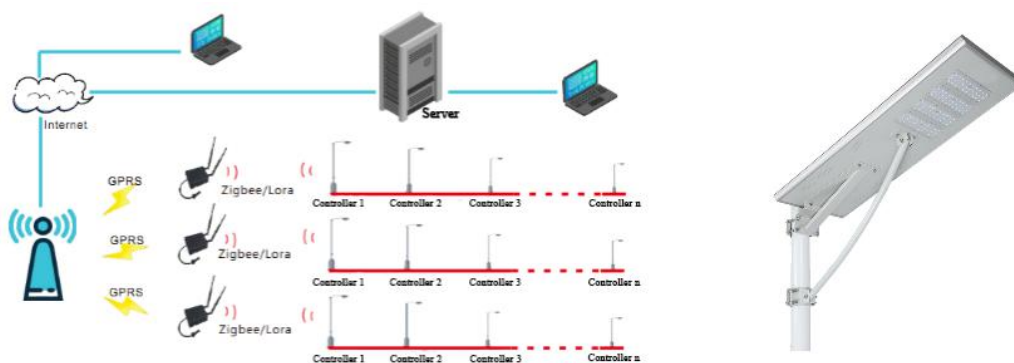 Server
Internet
GPRS
Zigbee/Lora
Controller 1 Controller 2 Controller 3 Controller n
GPRS
Zigbee/Lora
Controller 1 Controller 2 Controller 3 Controller n
GPRS
Zigbee/Lora
Controller 1 Controller 2 Controller 3 Controller n